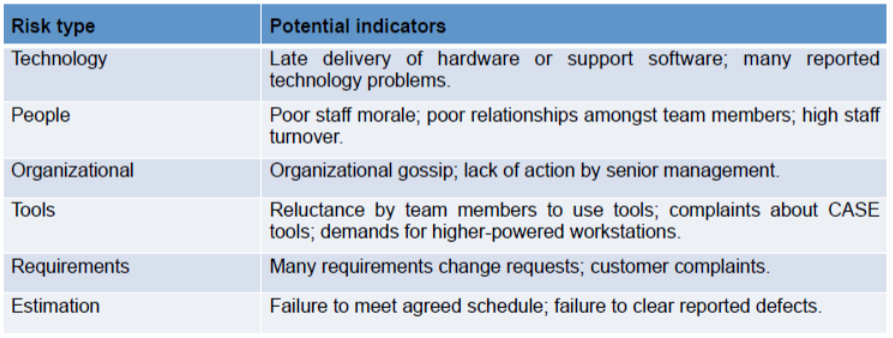 Risk type Potential indicators
Technology Late delivery of hardware or support software; many reported
technology problems.
People Poor staff morale; poor relationships amongst team members; high staff
turnover.
Organizational Organizational gossip; lack of action by senior management.
Tools Reluctance by team members to use tools; complaints about CASE
tools; demands for higher-powered workstations.
Requirements Many requirements change requests; customer complaints.
Estimation Failure to meet agreed schedule; failure to clear reported defects.